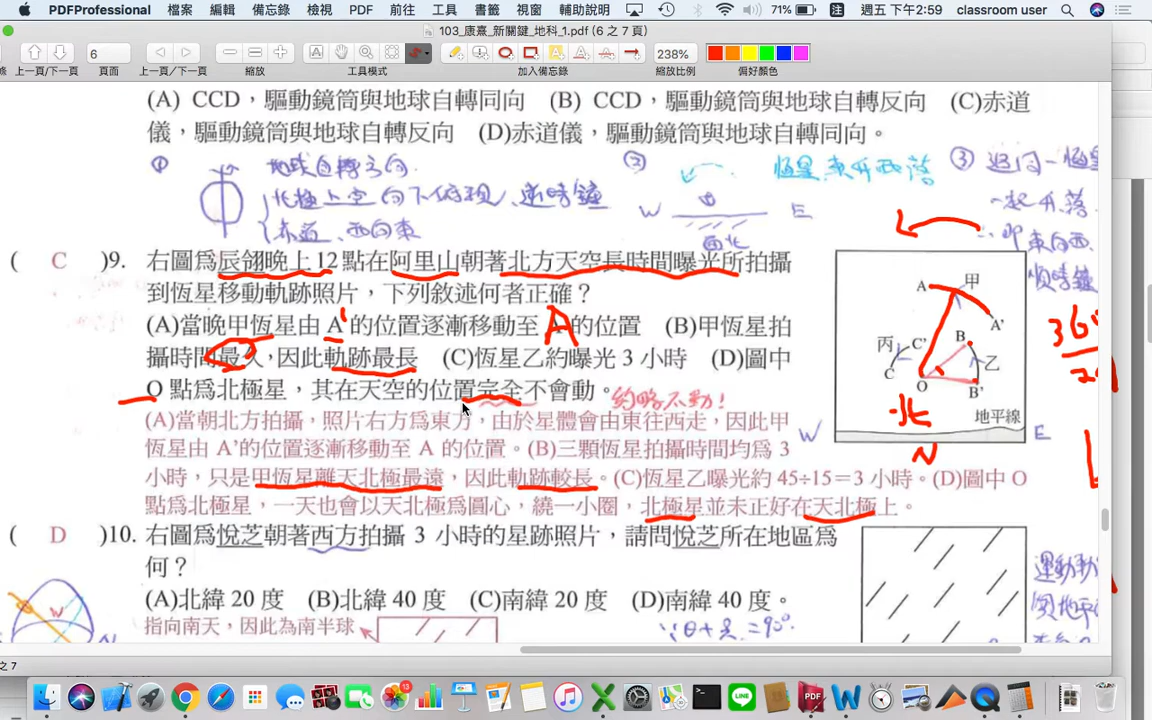 PDFProfessional 檔案 編輯 備忘錄 檢視 PDF 前往 工具 書籤 視窗 輔助說明 71% 注 週五 下午2:59 classroom user
103_康熹_新關鍵_地科_1.pdf (6 之 7 頁)
6 238%
上一頁/下一頁 頁面 上一頁/下一頁 縮放 工具模式 加入備忘錄 縮放比例 偏好顏色
(A) CCD，驅動鏡筒與地球自轉同向 (B) CCD，驅動鏡筒與地球自轉反向 (C)赤道
儀，驅動鏡筒與地球自轉反向 (D)赤道儀，驅動鏡筒與地球自轉同向。
① 地球自轉方向
北極上空向下俯視、逆時鐘
赤道、西向東
②
恆星東升西落
W E
③
( C )9. 右圖為辰翎晚上 12 點在阿里山朝著北方天空長時間曝光所拍攝
到恆星移動軌跡照片，下列敘述何者正確？
(A)當晚甲恆星由 A'的位置逐漸移動至 A 的位置 (B)甲恆星拍
攝時間最久，因此軌跡最長 (C)恆星乙約曝光 3 小時 (D)圖中
O 點為北極星，其在天空的位置完全不會動。
約略不動！
A 甲 A'
丙 C' B
C 乙
O B'
北 地平線
W N E
(A)當朝北方拍攝，照片右方為東方，由於星體會由東往西走，因此甲
恆星由 A'的位置逐漸移動至 A 的位置。(B)三顆恆星拍攝時間均為 3
小時，只是甲恆星離天北極最遠，因此軌跡較長。(C)恆星乙曝光約 45÷15＝3 小時。(D)圖中 O
點為北極星，一天也會以天北極為圓心，繞一小圈，北極星並未正好在天北極上。
( D )10. 右圖為悅芝朝著西方拍攝 3 小時的星跡照片，請問悅芝所在地區為
何？
(A)北緯 20 度 (B)北緯 40 度 (C)南緯 20 度 (D)南緯 40 度。
指向南天，因此為南半球
W
之 7